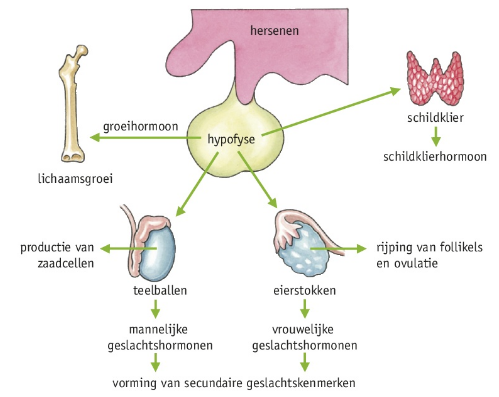 hersenen
groeihormoon
hypofyse
schildklier
schildklierhormoon
lichaamsgroei
productie van
zaadcellen
teelballen
eierstokken
rijping van follikels
en ovulatie
mannelijke
geslachtshormonen
vrouwelijke
geslachtshormonen
vorming van secundaire geslachtskenmerken